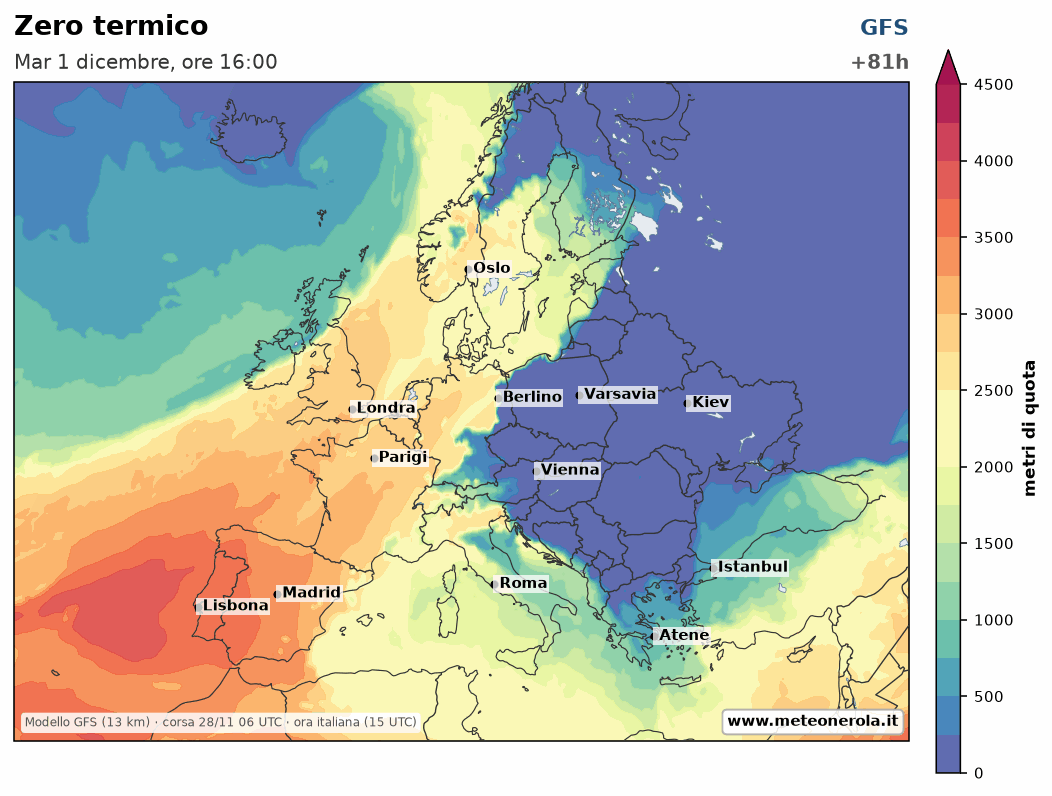 Zero termico
GFS
Mar 1 dicembre, ore 16:00
+81h
4500
4000
3500
3000
2500
2000
1500
1000
500
0
metri di quota
Oslo
Berlino
Varsavia
Kiev
Londra
Parigi
Vienna
Istanbul
Roma
Madrid
Lisbona
Atene
Modello GFS (13 km) · corsa 28/11 06 UTC · ora italiana (15 UTC)
www.meteonerola.it